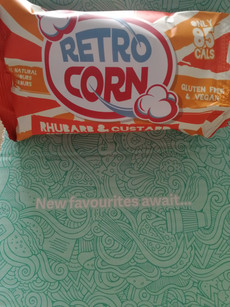 RETRO
CORN
ONLY
85
CALS
NATURAL
GLUTEN FREE
& VEGAN
RHUBARB & CUSTARD
New favourites await...